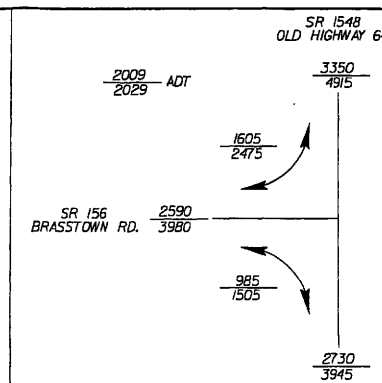 SR 1548
OLD HIGHWAY 6
2009
2029 ADT
3350
4915
1605
2475
SR 156
BRASSTOWN RD.
2590
3980
985
1505
2730
3945